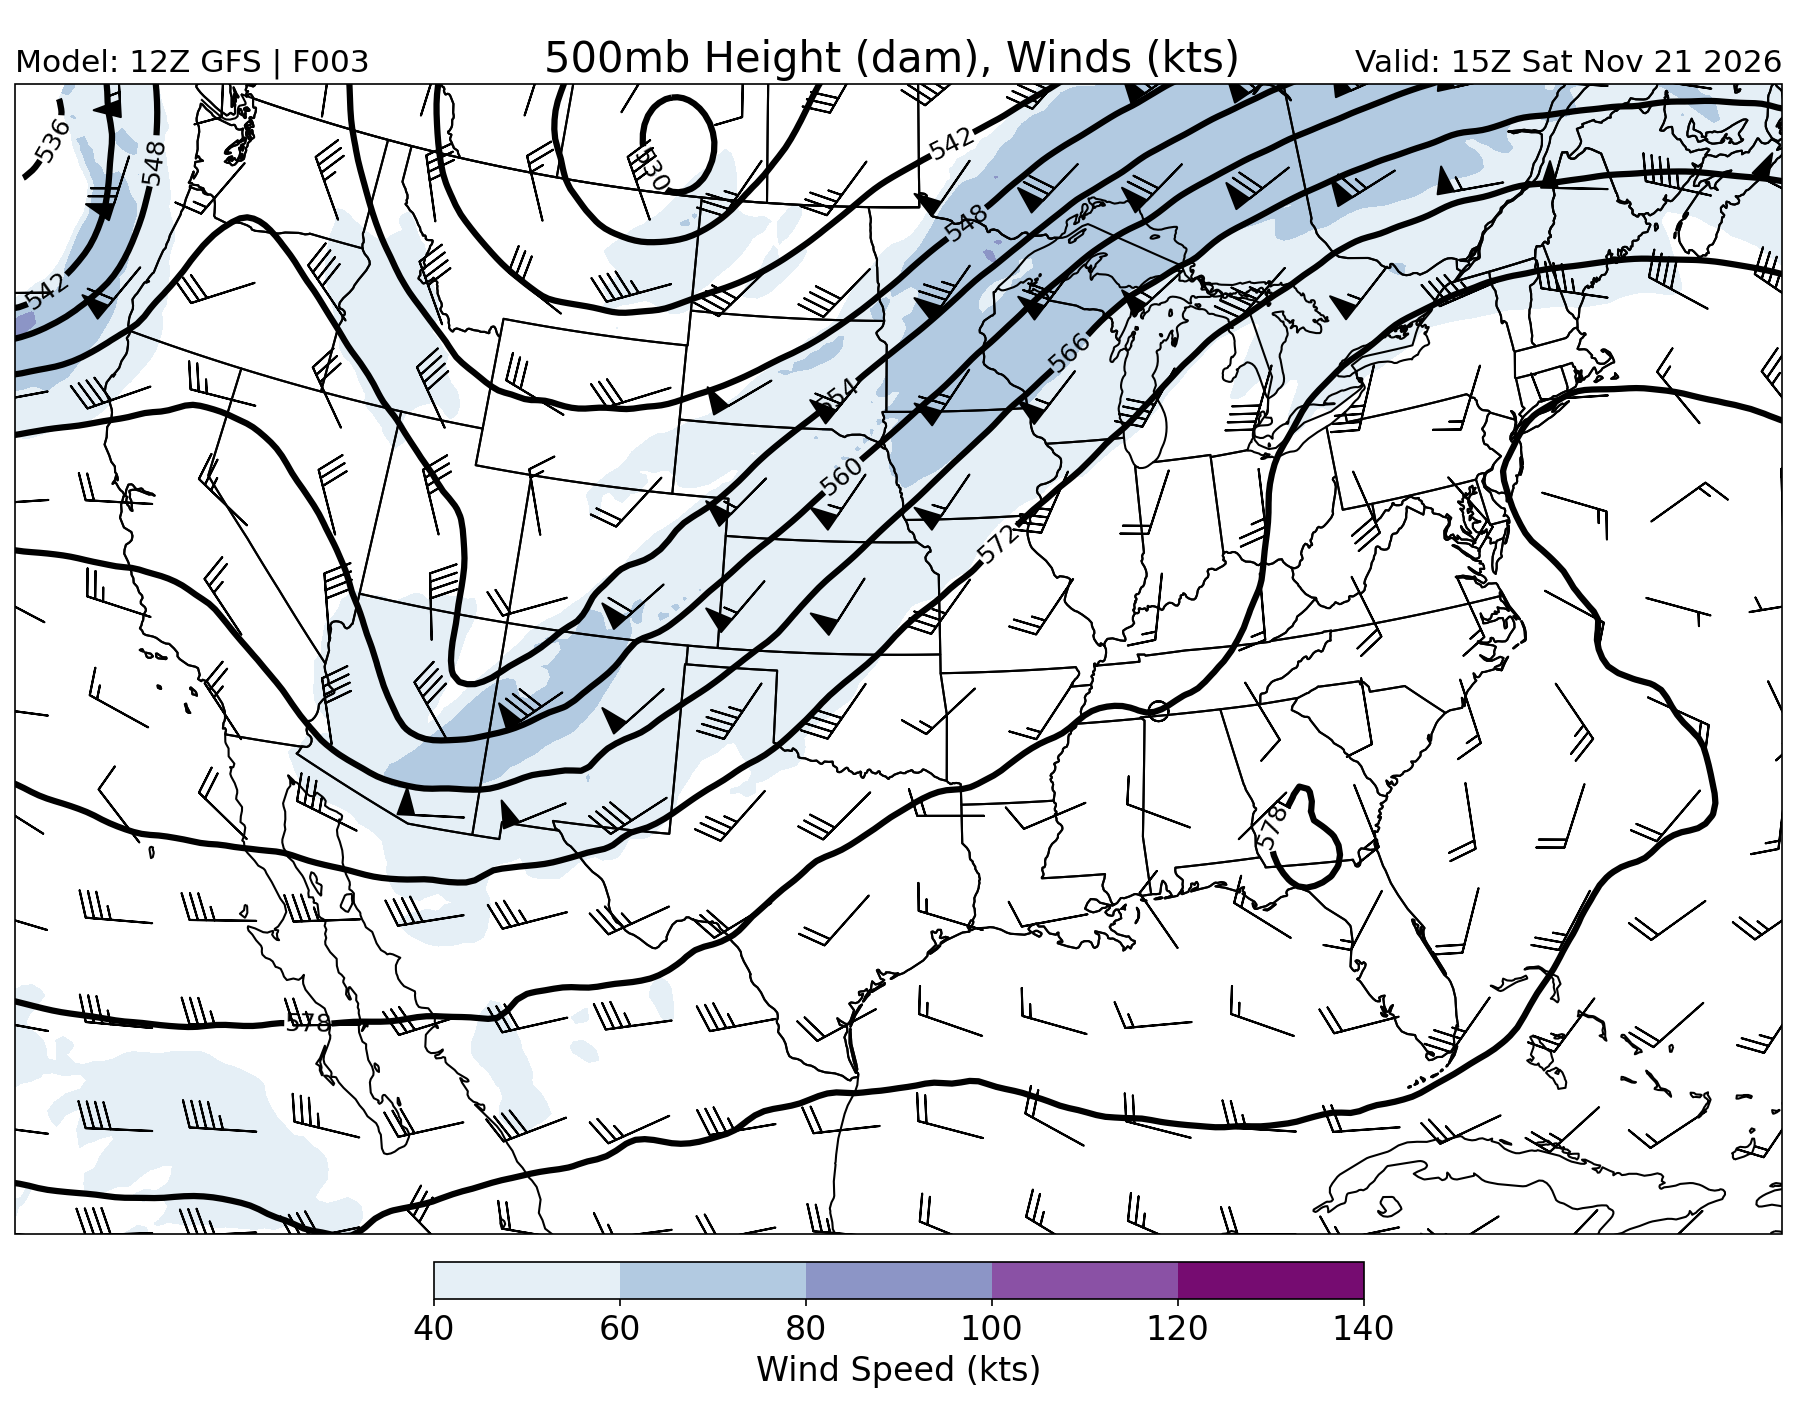 Model: 12Z GFS | F003
500mb Height (dam), Winds (kts)
Valid: 15Z Sat Nov 21 2026
536
548
530
542
548
542
566
554
560
572
578
578
40 60 80 100 120 140
Wind Speed (kts)